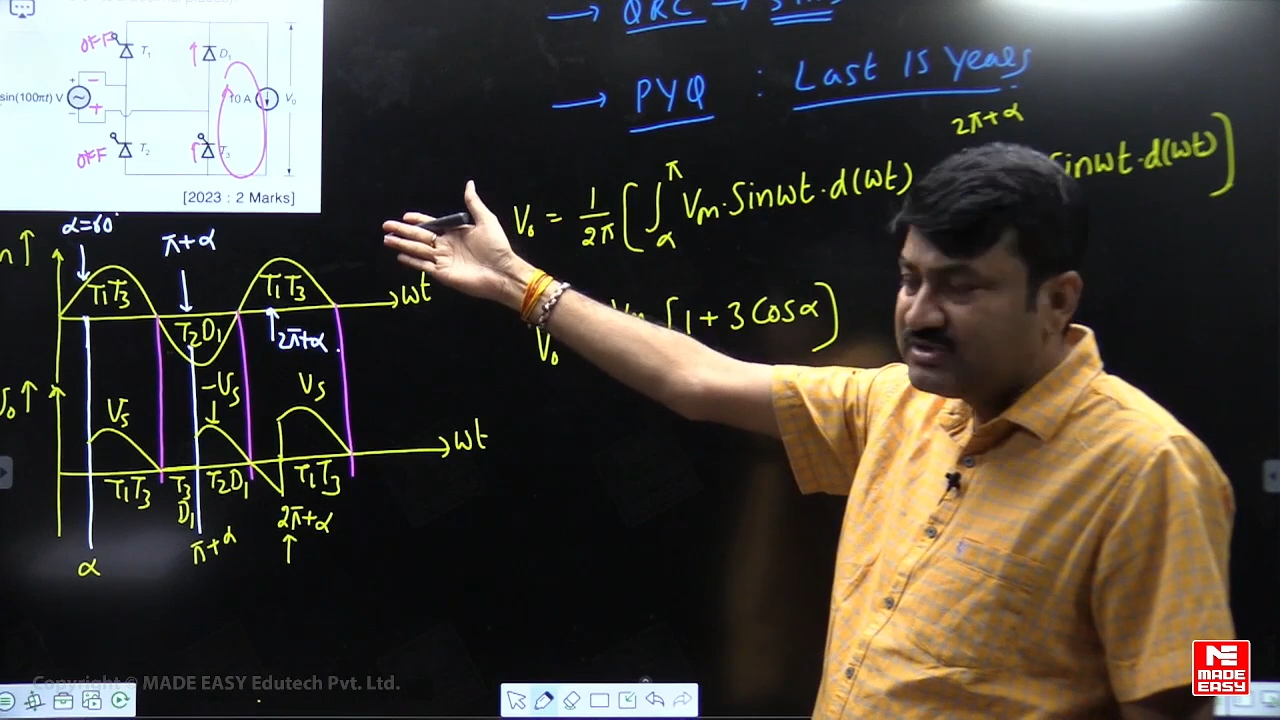 → QRC →
→ PYQ : Last 15 Years
OFF T₁ D₁
sin(100πt) V
+ −
− +
10 A V₀
OFF T₂ T₃
[2023 : 2 Marks]
2π+α
V₀ = 1/2π [ ∫ π α Vm·Sinωt·d(ωt) Sinωt·d(ωt) ]
V₀ [1 + 3 Cosα)
α=60°
π+α
T₁T₃ T₁T₃ ωt
T₂D₁ 2π+α
-Vs
Vs Vs
ωt
T₁T₃ T₃ D₁ T₂D₁ T₁T₃
2π+α
π+α
α
Copyright © MADE EASY Edutech Pvt. Ltd.
ME
MADE
EASY